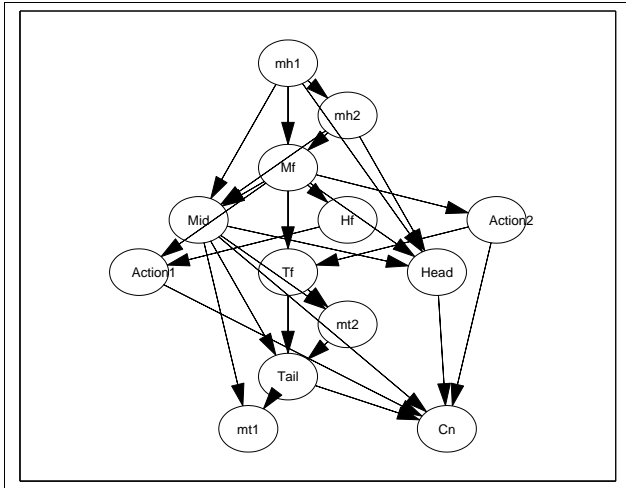 mh1
mh2
Mf
Mid
Hf
Action2
Action1
Tf
Head
mt2
Tail
mt1
Cn